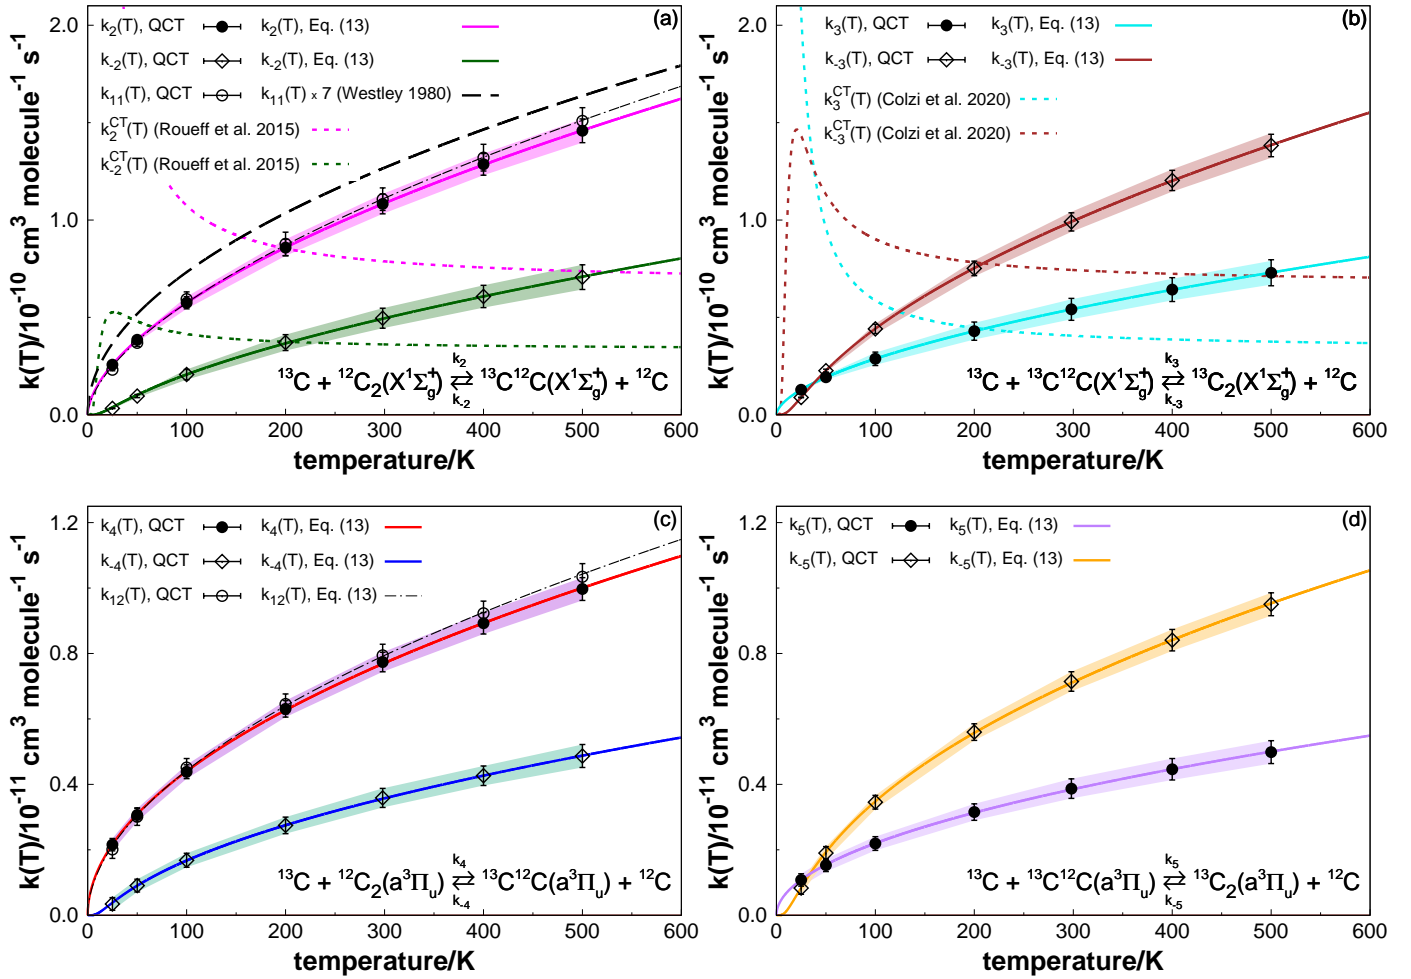 (a)
k₂(T), QCT k₂(T), Eq. (13)
k₋₂(T), QCT k₋₂(T), Eq. (13)
k₁₁(T), QCT k₁₁(T) × 7 (Westley 1980)
k₂^CT(T) (Roueff et al. 2015)
k₋₂^CT(T) (Roueff et al. 2015)
k(T)/10⁻¹⁰ cm³ molecule⁻¹ s⁻¹
2.0
1.0
0.0
¹³C + ¹²C₂(X¹Σg⁺) ⇄ ¹³C¹²C(X¹Σg⁺) + ¹²C
k₂
k₋₂
0 100 200 300 400 500 600
temperature/K
(b)
k₃(T), QCT k₃(T), Eq. (13)
k₋₃(T), QCT k₋₃(T), Eq. (13)
k₃^CT(T) (Colzi et al. 2020)
k₋₃^CT(T) (Colzi et al. 2020)
k(T)/10⁻¹⁰ cm³ molecule⁻¹ s⁻¹
2.0
1.0
0.0
¹³C + ¹³C¹²C(X¹Σg⁺) ⇄ ¹³C₂(X¹Σg⁺) + ¹²C
k₃
k₋₃
0 100 200 300 400 500 600
temperature/K
(c)
k₄(T), QCT k₄(T), Eq. (13)
k₋₄(T), QCT k₋₄(T), Eq. (13)
k₁₂(T), QCT k₁₂(T), Eq. (13)
k(T)/10⁻¹¹ cm³ molecule⁻¹ s⁻¹
1.2
0.8
0.4
0.0
¹³C + ¹²C₂(a³Πu) ⇄ ¹³C¹²C(a³Πu) + ¹²C
k₄
k₋₄
0 100 200 300 400 500 600
temperature/K
(d)
k₅(T), QCT k₅(T), Eq. (13)
k₋₅(T), QCT k₋₅(T), Eq. (13)
k(T)/10⁻¹¹ cm³ molecule⁻¹ s⁻¹
1.2
0.8
0.4
0.0
¹³C + ¹³C¹²C(a³Πu) ⇄ ¹³C₂(a³Πu) + ¹²C
k₅
k₋₅
0 100 200 300 400 500 600
temperature/K